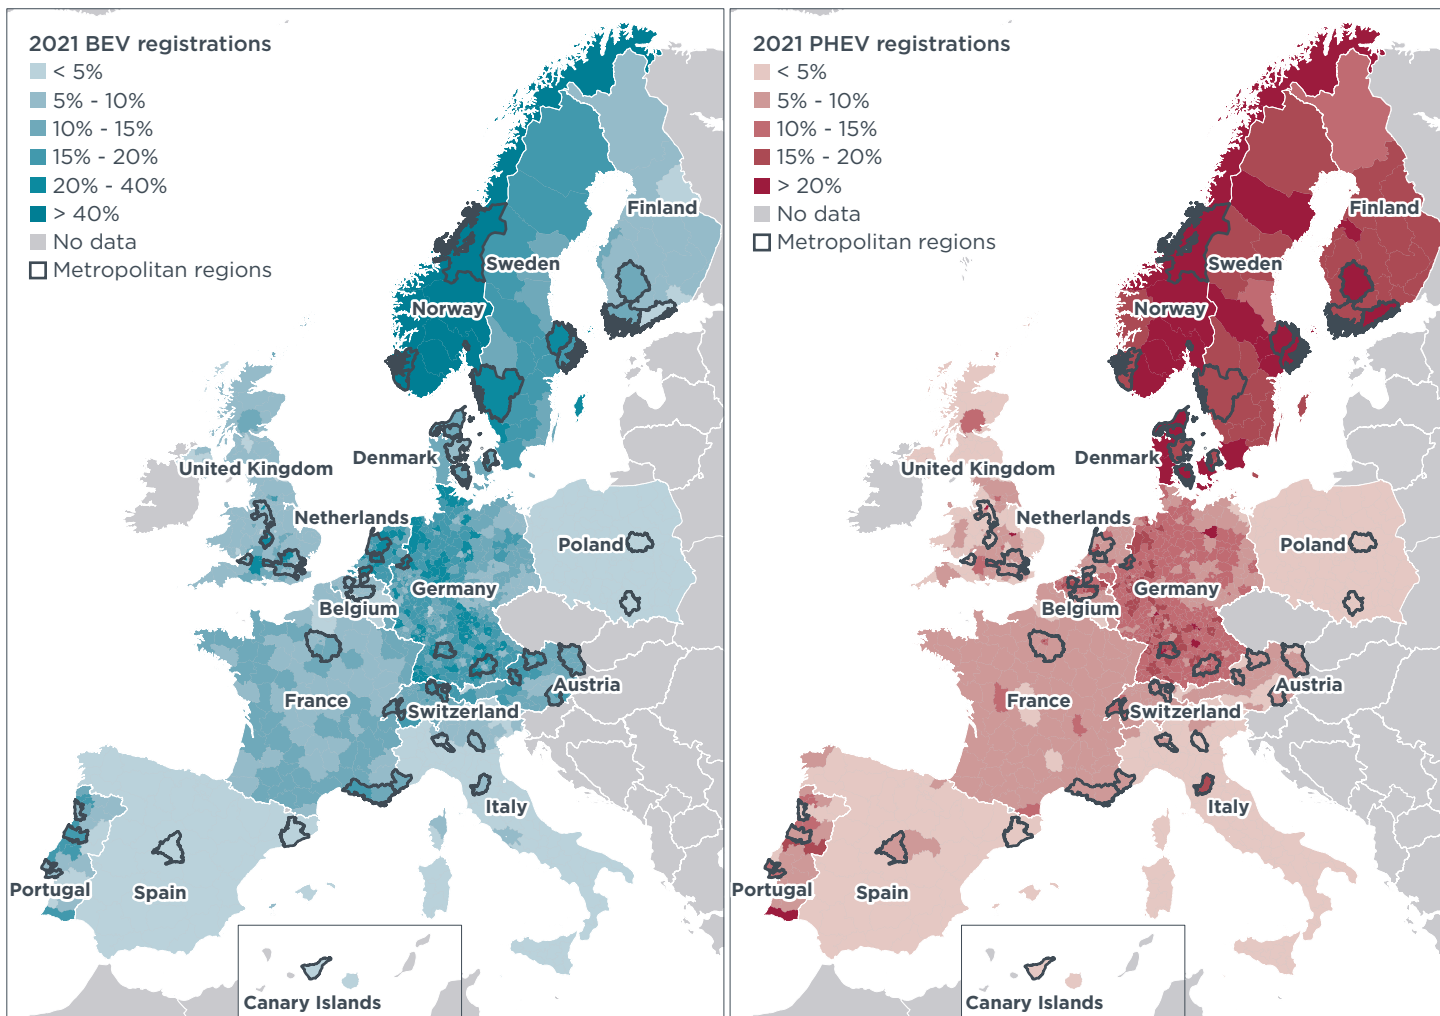 2021 BEV registrations
< 5%
5% - 10%
10% - 15%
15% - 20%
20% - 40%
> 40%
No data
Metropolitan regions
Finland
Sweden
Norway
United Kingdom
Denmark
Netherlands
Poland
Germany
Belgium
Austria
France
Switzerland
Italy
Portugal
Spain
Canary Islands
2021 PHEV registrations
< 5%
5% - 10%
10% - 15%
15% - 20%
> 20%
No data
Metropolitan regions
Finland
Sweden
Norway
United Kingdom
Denmark
Netherlands
Poland
Germany
Belgium
Austria
France
Switzerland
Italy
Portugal
Spain
Canary Islands